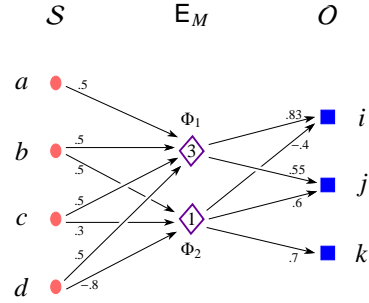 𝒮 E_M 𝒪
a .5
Φ₁ .83 i
b .5 3 -.4
.5 .55 j
c .5 1 .6
.3 Φ₂
.5 .7 k
d -.8